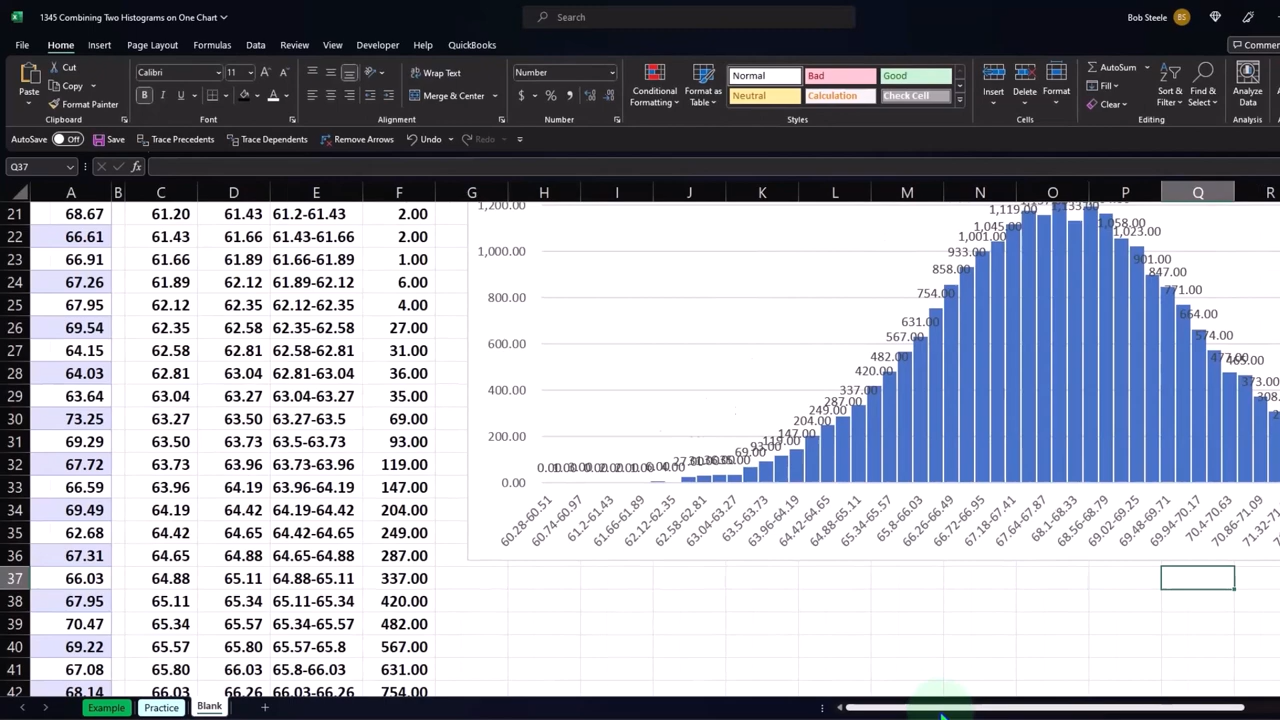 1345 Combining Two Histograms on One Chart
Search
Bob Steele BS
File Home Insert Page Layout Formulas Data Review View Developer Help QuickBooks
Comme
Paste Cut Copy Format Painter Clipboard
Calibri 11 B I U A Font
Wrap Text Merge & Center Alignment
Number $ % Number
Conditional Formatting Format as Table Normal Bad Good Neutral Calculation Check Cell Styles
Insert Delete Format Cells
AutoSum Fill Clear Sort & Filter Find & Select Editing
Analyze Data Analysis
AutoSave Off Save Trace Precedents Trace Dependents Remove Arrows Undo Redo
Q37 fx
A B C D E F G H I J K L M N O P Q R
21 68.67 61.20 61.43 61.2-61.43 2.00
22 66.61 61.43 61.66 61.43-61.66 2.00
23 66.91 61.66 61.89 61.66-61.89 1.00
24 67.26 61.89 62.12 61.89-62.12 6.00
25 67.95 62.12 62.35 62.12-62.35 4.00
26 69.54 62.35 62.58 62.35-62.58 27.00
27 64.15 62.58 62.81 62.58-62.81 31.00
28 64.03 62.81 63.04 62.81-63.04 36.00
29 63.64 63.04 63.27 63.04-63.27 35.00
30 73.25 63.27 63.50 63.27-63.5 69.00
31 69.29 63.50 63.73 63.5-63.73 93.00
32 67.72 63.73 63.96 63.73-63.96 119.00
33 66.59 63.96 64.19 63.96-64.19 147.00
34 69.49 64.19 64.42 64.19-64.42 204.00
35 62.68 64.42 64.65 64.42-64.65 249.00
36 67.31 64.65 64.88 64.65-64.88 287.00
37 66.03 64.88 65.11 64.88-65.11 337.00
38 67.95 65.11 65.34 65.11-65.34 420.00
39 70.47 65.34 65.57 65.34-65.57 482.00
40 69.22 65.57 65.80 65.57-65.8 567.00
41 67.08 65.80 66.03 65.8-66.03 631.00
42 68.14 66.03 66.26 66.03-66.26 754.00
1,200.00
1,000.00
800.00
600.00
400.00
200.00
0.00
69.00 93.00 119.00 147.00 204.00 249.00 287.00 337.00 420.00 482.00 567.00 631.00 754.00 858.00 933.00 1,001.00 1,045.00 1,119.00
1,058.00 1,023.00 901.00 847.00 771.00 664.00 574.00 477.00 465.00 373.00
60.28-60.51 60.74-60.97 61.2-61.43 61.66-61.89 62.12-62.35 62.58-62.81 63.04-63.27 63.5-63.73 63.96-64.19 64.42-64.65 64.88-65.11 65.34-65.57 65.8-66.03 66.26-66.49 66.72-66.95 67.18-67.41 67.64-67.87 68.1-68.33 68.56-68.79 69.02-69.25 69.48-69.71 69.94-70.17 70.4-70.63 70.86-71.09
Example Practice Blank